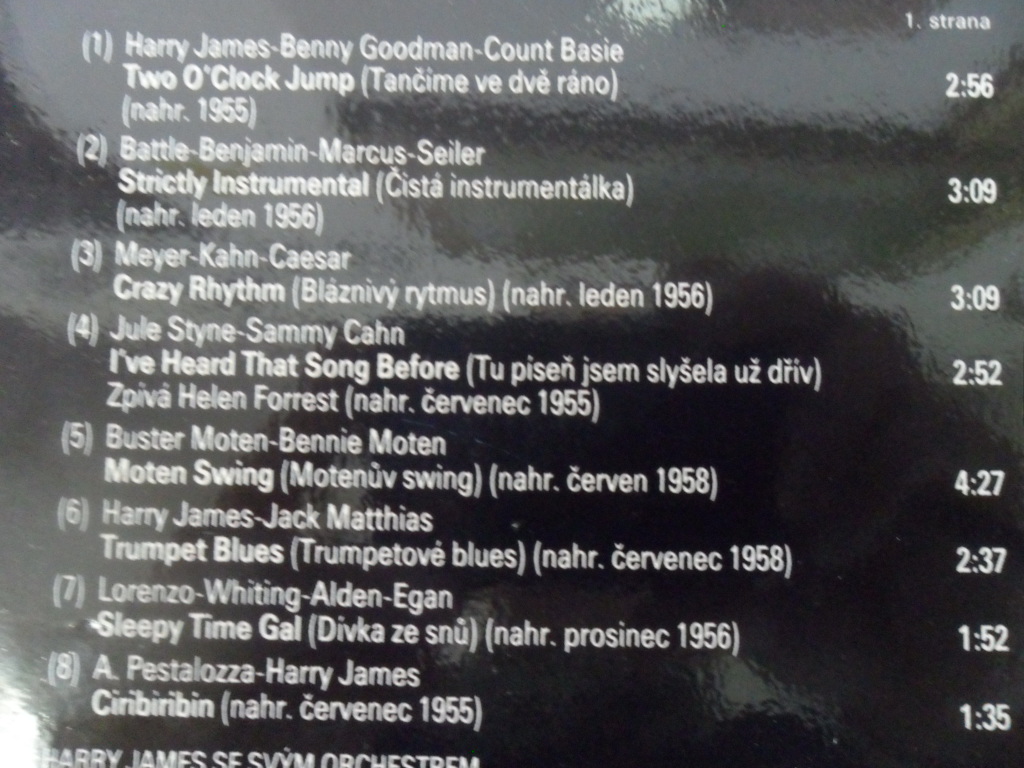 1. strana
(1) Harry James-Benny Goodman-Count Basie
Two O'Clock Jump (Tančíme ve dvě ráno) 2:56
(nahr. 1955)
(2) Battle-Benjamin-Marcus-Seiler
Strictly Instrumental (Čistá instrumentálka) 3:09
(nahr. leden 1956)
(3) Meyer-Kahn-Caesar
Crazy Rhythm (Bláznivý rytmus) (nahr. leden 1956) 3:09
(4) Jule Styne-Sammy Cahn
I've Heard That Song Before (Tu píseň jsem slyšela už dřív) 2:52
Zpívá Helen Forrest (nahr. červenec 1955)
(5) Buster Moten-Bennie Moten
Moten Swing (Motenův swing) (nahr. červen 1958) 4:27
(6) Harry James-Jack Matthias
Trumpet Blues (Trumpetové blues) (nahr. červenec 1958) 2:37
(7) Lorenzo-Whiting-Alden-Egan
Sleepy Time Gal (Dívka ze snů) (nahr. prosinec 1956) 1:52
(8) A. Pestalozza-Harry James
Ciribiribin (nahr. červenec 1955) 1:35
HARRY JAMES SE SVÝM ORCHESTREM